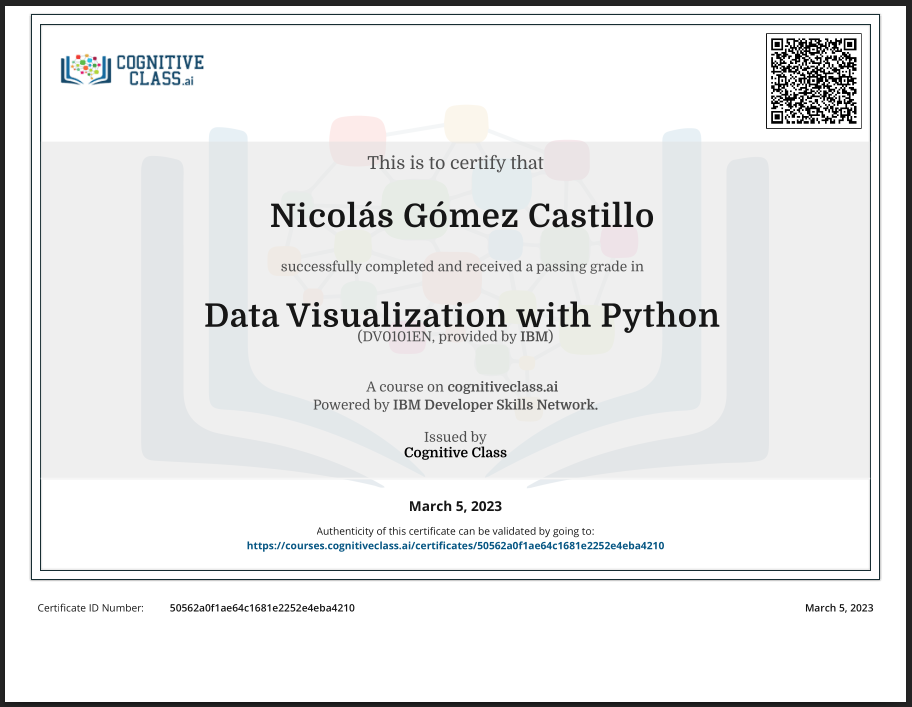 COGNITIVE
CLASS.ai
This is to certify that
Nicolás Gómez Castillo
successfully completed and received a passing grade in
Data Visualization with Python
(DV0101EN, provided by IBM)
A course on cognitiveclass.ai
Powered by IBM Developer Skills Network.
Issued by
Cognitive Class
March 5, 2023
Authenticity of this certificate can be validated by going to:
https://courses.cognitiveclass.ai/certificates/50562a0f1ae64c1681e2252e4eba4210
Certificate ID Number: 50562a0f1ae64c1681e2252e4eba4210 March 5, 2023